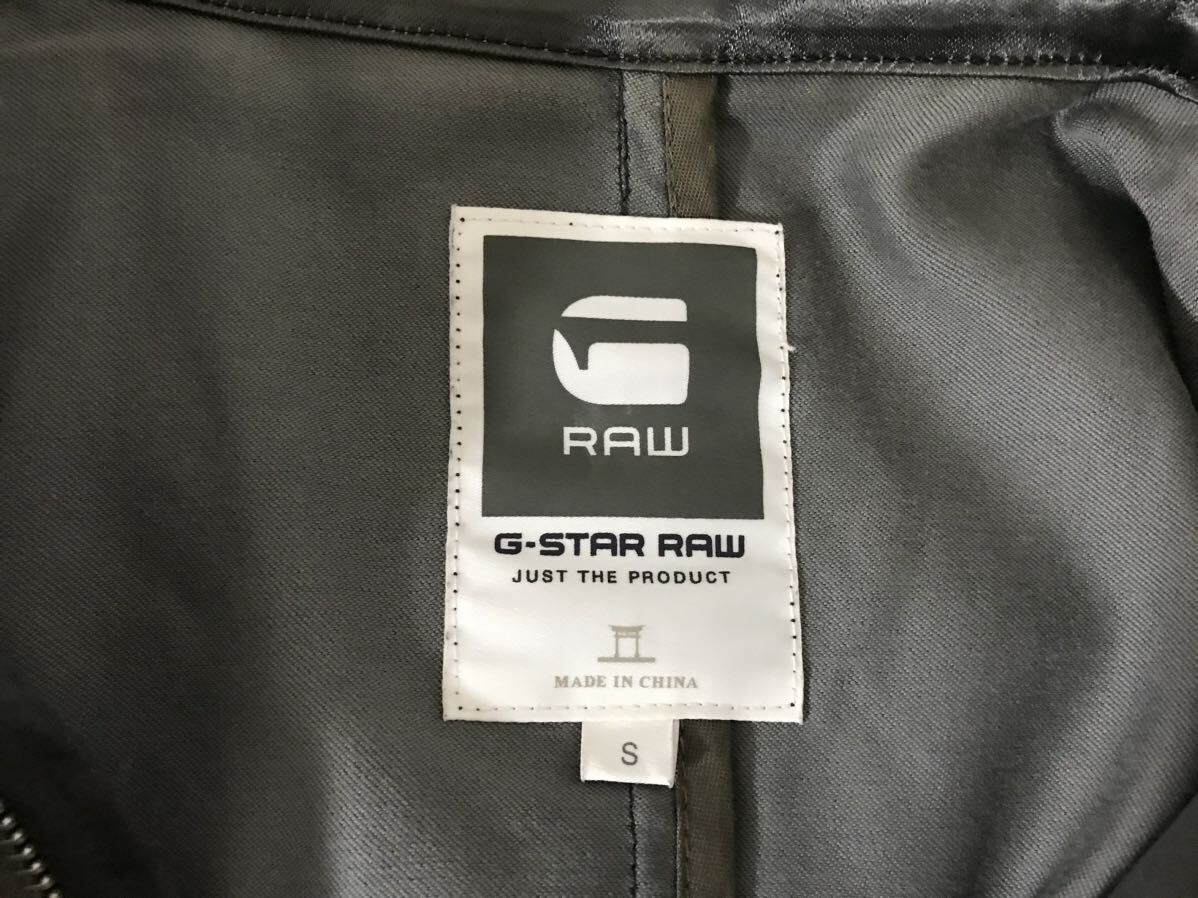 RAW
G-STAR RAW
JUST THE PRODUCT
MADE IN CHINA
S